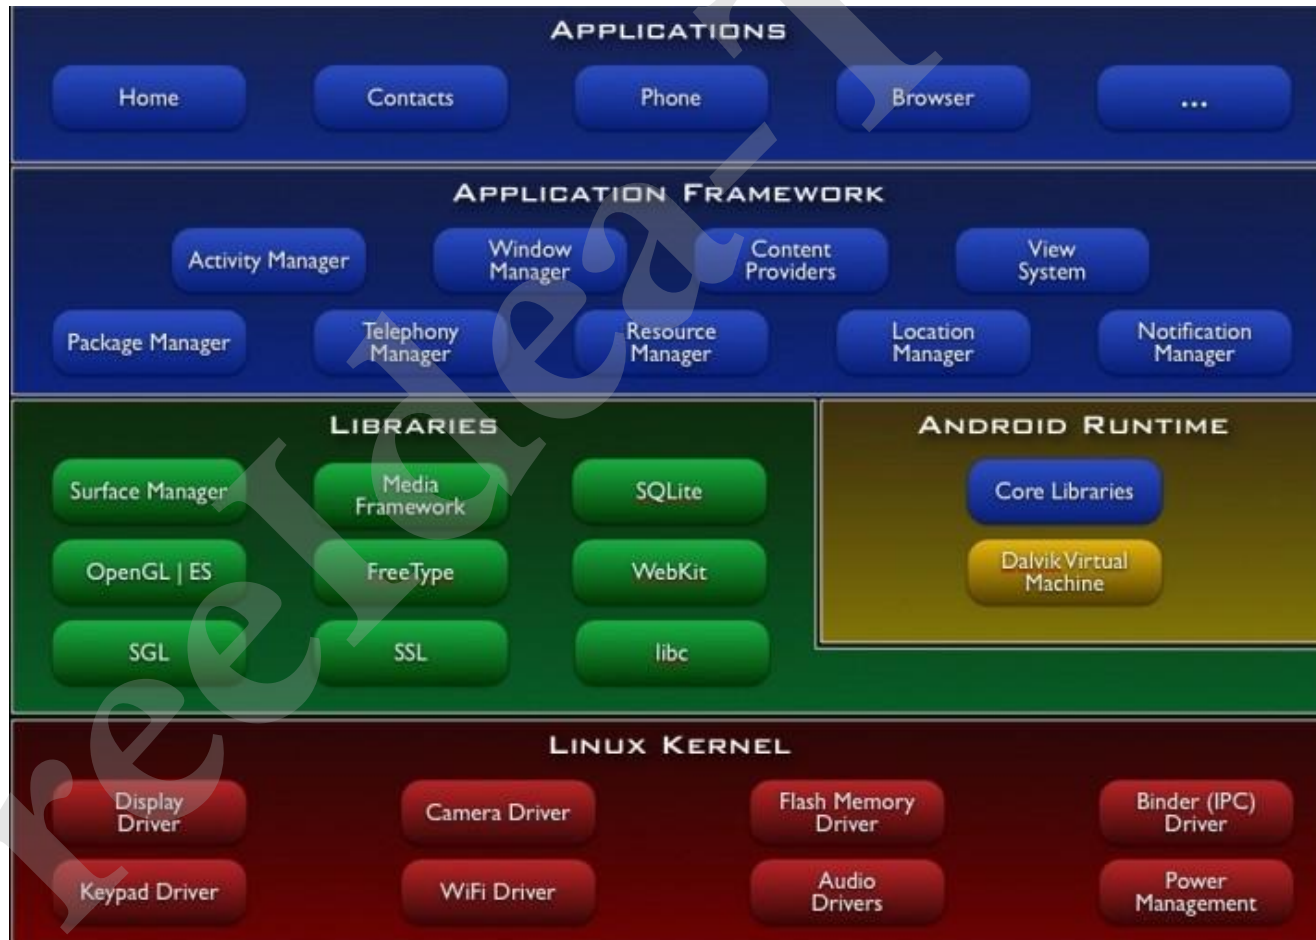 APPLICATIONS
Home
Contacts
Phone
Browser
...
APPLICATION FRAMEWORK
Activity Manager
Window
Manager
Content
Providers
View
System
Package Manager
Telephony
Manager
Resource
Manager
Location
Manager
Notification
Manager
LIBRARIES
Surface Manager
Media
Framework
SQLite
OpenGL | ES
FreeType
WebKit
SGL
SSL
libc
ANDROID RUNTIME
Core Libraries
Dalvik Virtual
Machine
LINUX KERNEL
Display
Driver
Camera Driver
Flash Memory
Driver
Binder (IPC)
Driver
Keypad Driver
WiFi Driver
Audio
Drivers
Power
Management